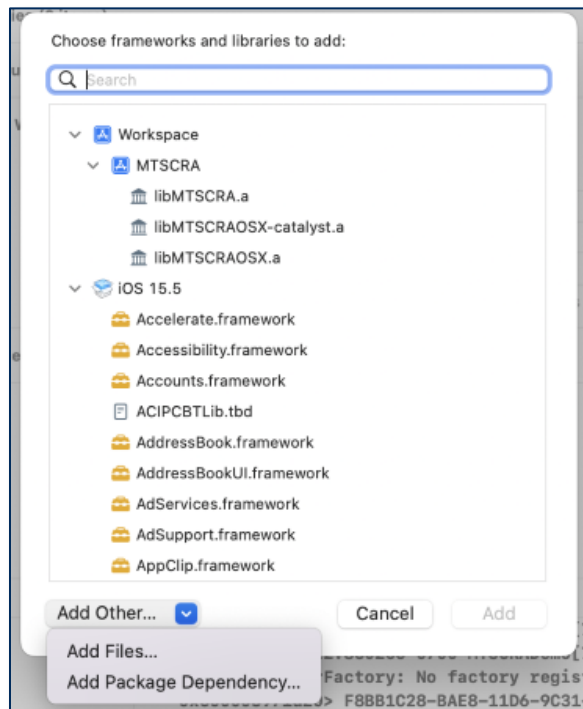 Choose frameworks and libraries to add:
Search
Workspace
MTSCRA
libMTSCRA.a
libMTSCRAOSX-catalyst.a
libMTSCRAOSX.a
iOS 15.5
Accelerate.framework
Accessibility.framework
Accounts.framework
ACIPCBTLib.tbd
AddressBook.framework
AddressBookUI.framework
AdServices.framework
AdSupport.framework
AppClip.framework
Add Other...
Cancel
Add
Add Files...
Add Package Dependency...
Factory: No factory regis
F8BB1C28-BAE8-11D6-9C31